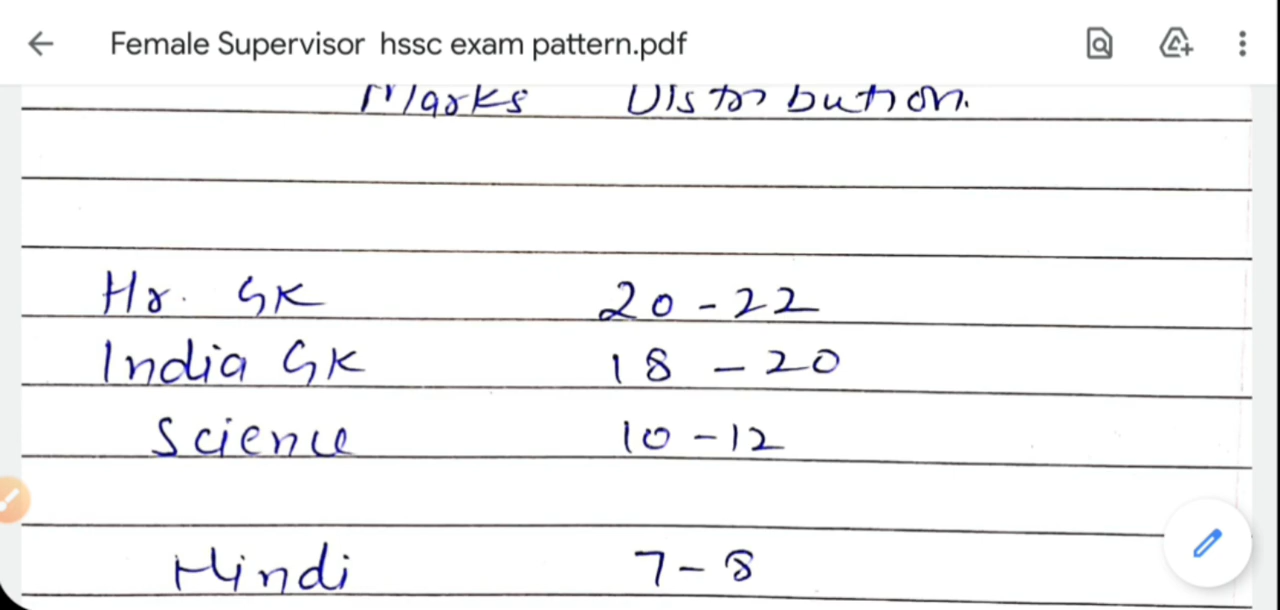 Female Supervisor hssc exam pattern.pdf
Marks Distribution.
Hr. GK 20 - 22
India GK 18 - 20
Science 10 - 12
Hindi 7 - 8